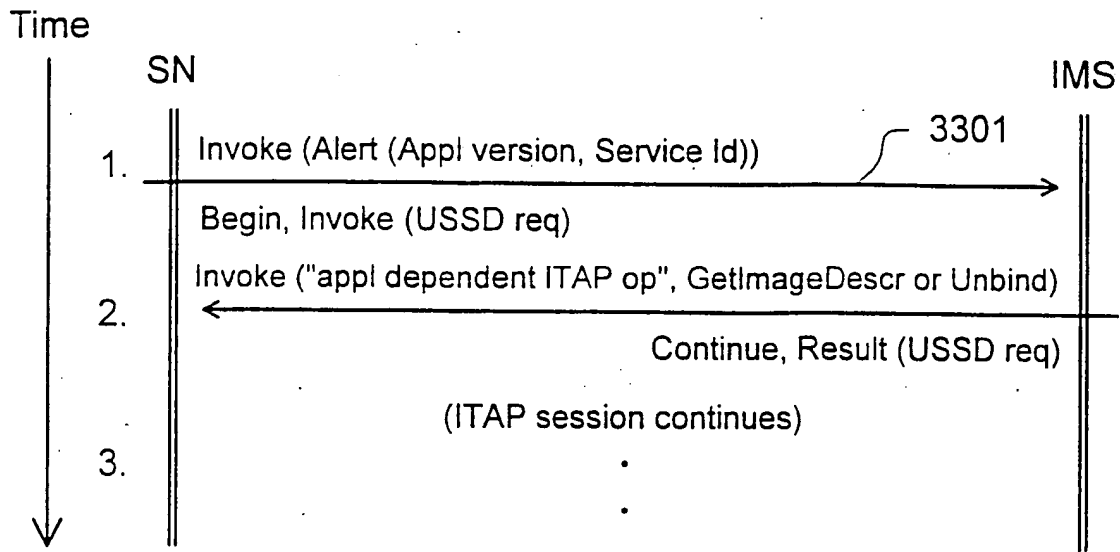 Time
SN
IMS
3301
1.
Invoke (Alert (Appl version, Service Id))
Begin, Invoke (USSD req)
Invoke ("appl dependent ITAP op", GetImageDescr or Unbind)
2.
Continue, Result (USSD req)
(ITAP session continues)
3.